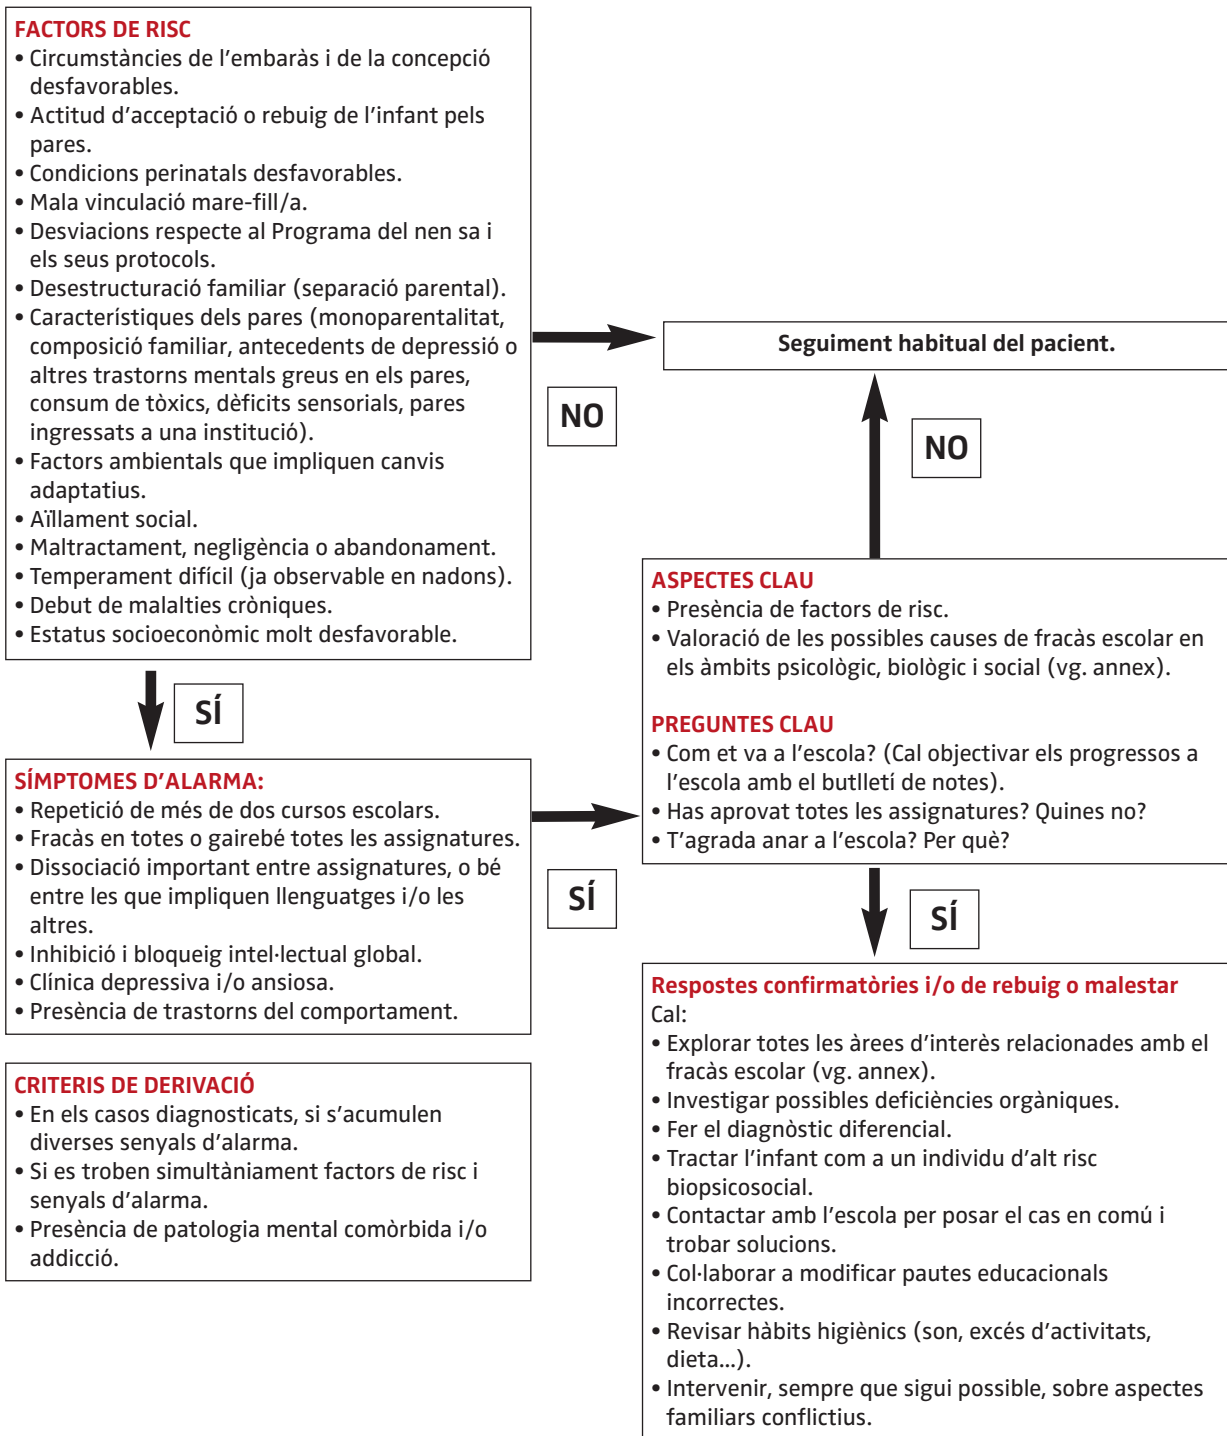 FACTORS DE RISC
• Circumstàncies de l'embaràs i de la concepció
desfavorables.
• Actitud d'acceptació o rebuig de l'infant pels
pares.
• Condicions perinatals desfavorables.
• Mala vinculació mare-fill/a.
• Desviacions respecte al Programa del nen sa i
els seus protocols.
• Desestructuració familiar (separació parental).
• Característiques dels pares (monoparentalitat,
composició familiar, antecedents de depressió o
altres trastorns mentals greus en els pares,
consum de tòxics, dèficits sensorials, pares
ingressats a una institució).
• Factors ambientals que impliquen canvis
adaptatius.
• Aïllament social.
• Maltractament, negligència o abandonament.
• Temperament difícil (ja observable en nadons).
• Debut de malalties cròniques.
• Estatus socioeconòmic molt desfavorable.
NO
Seguiment habitual del pacient.
NO
SÍ
SÍMPTOMES D'ALARMA:
• Repetició de més de dos cursos escolars.
• Fracàs en totes o gairebé totes les assignatures.
• Dissociació important entre assignatures, o bé
entre les que impliquen llenguatges i/o les
altres.
• Inhibició i bloqueig intel·lectual global.
• Clínica depressiva i/o ansiosa.
• Presència de trastorns del comportament.
SÍ
ASPECTES CLAU
• Presència de factors de risc.
• Valoració de les possibles causes de fracàs escolar en
els àmbits psicològic, biològic i social (vg. annex).
PREGUNTES CLAU
• Com et va a l'escola? (Cal objectivar els progressos a
l'escola amb el butlletí de notes).
• Has aprovat totes les assignatures? Quines no?
• T'agrada anar a l'escola? Per què?
SÍ
CRITERIS DE DERIVACIÓ
• En els casos diagnosticats, si s'acumulen
diverses senyals d'alarma.
• Si es troben simultàniament factors de risc i
senyals d'alarma.
• Presència de patologia mental comòrbida i/o
addicció.
Respostes confirmatòries i/o de rebuig o malestar
Cal:
• Explorar totes les àrees d'interès relacionades amb el
fracàs escolar (vg. annex).
• Investigar possibles deficiències orgàniques.
• Fer el diagnòstic diferencial.
• Tractar l'infant com a un individu d'alt risc
biopsicosocial.
• Contactar amb l'escola per posar el cas en comú i
trobar solucions.
• Col·laborar a modificar pautes educacionals
incorrectes.
• Revisar hàbits higiènics (son, excés d'activitats,
dieta...).
• Intervenir, sempre que sigui possible, sobre aspectes
familiars conflictius.